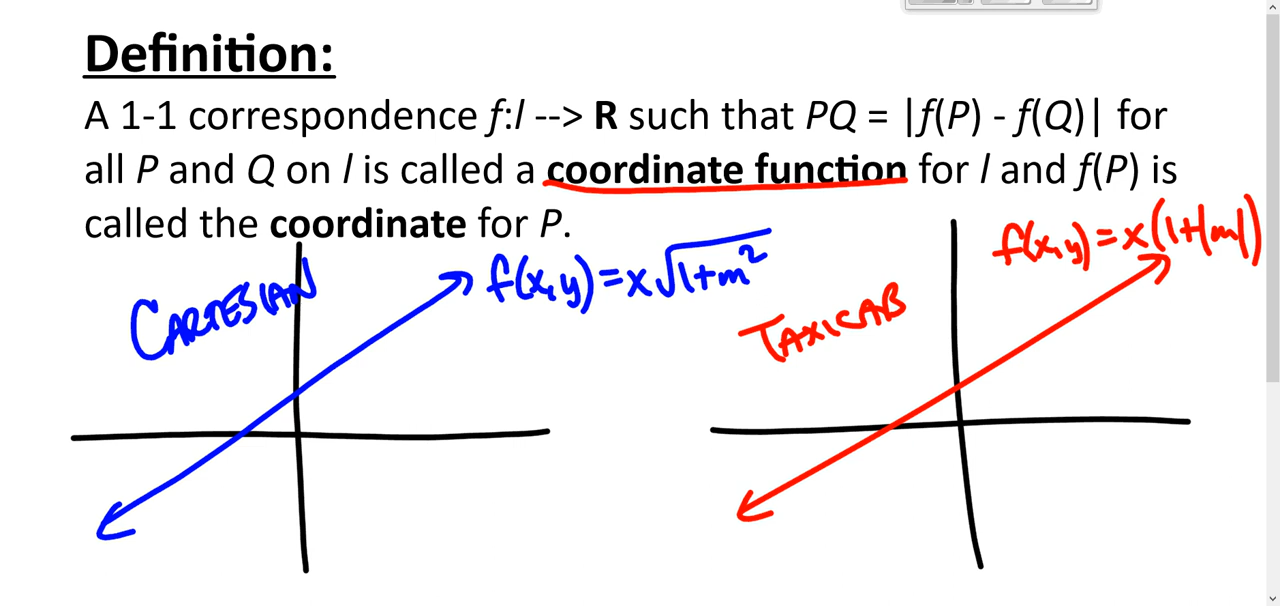 Definition:
A 1-1 correspondence f:l --> R such that PQ = |f(P) - f(Q)| for
all P and Q on l is called a coordinate function for l and f(P) is
called the coordinate for P.
f(x,y)=x(1+|m|)
CARTESIAN
f(x,y)=x√1+m²
TAXICAB